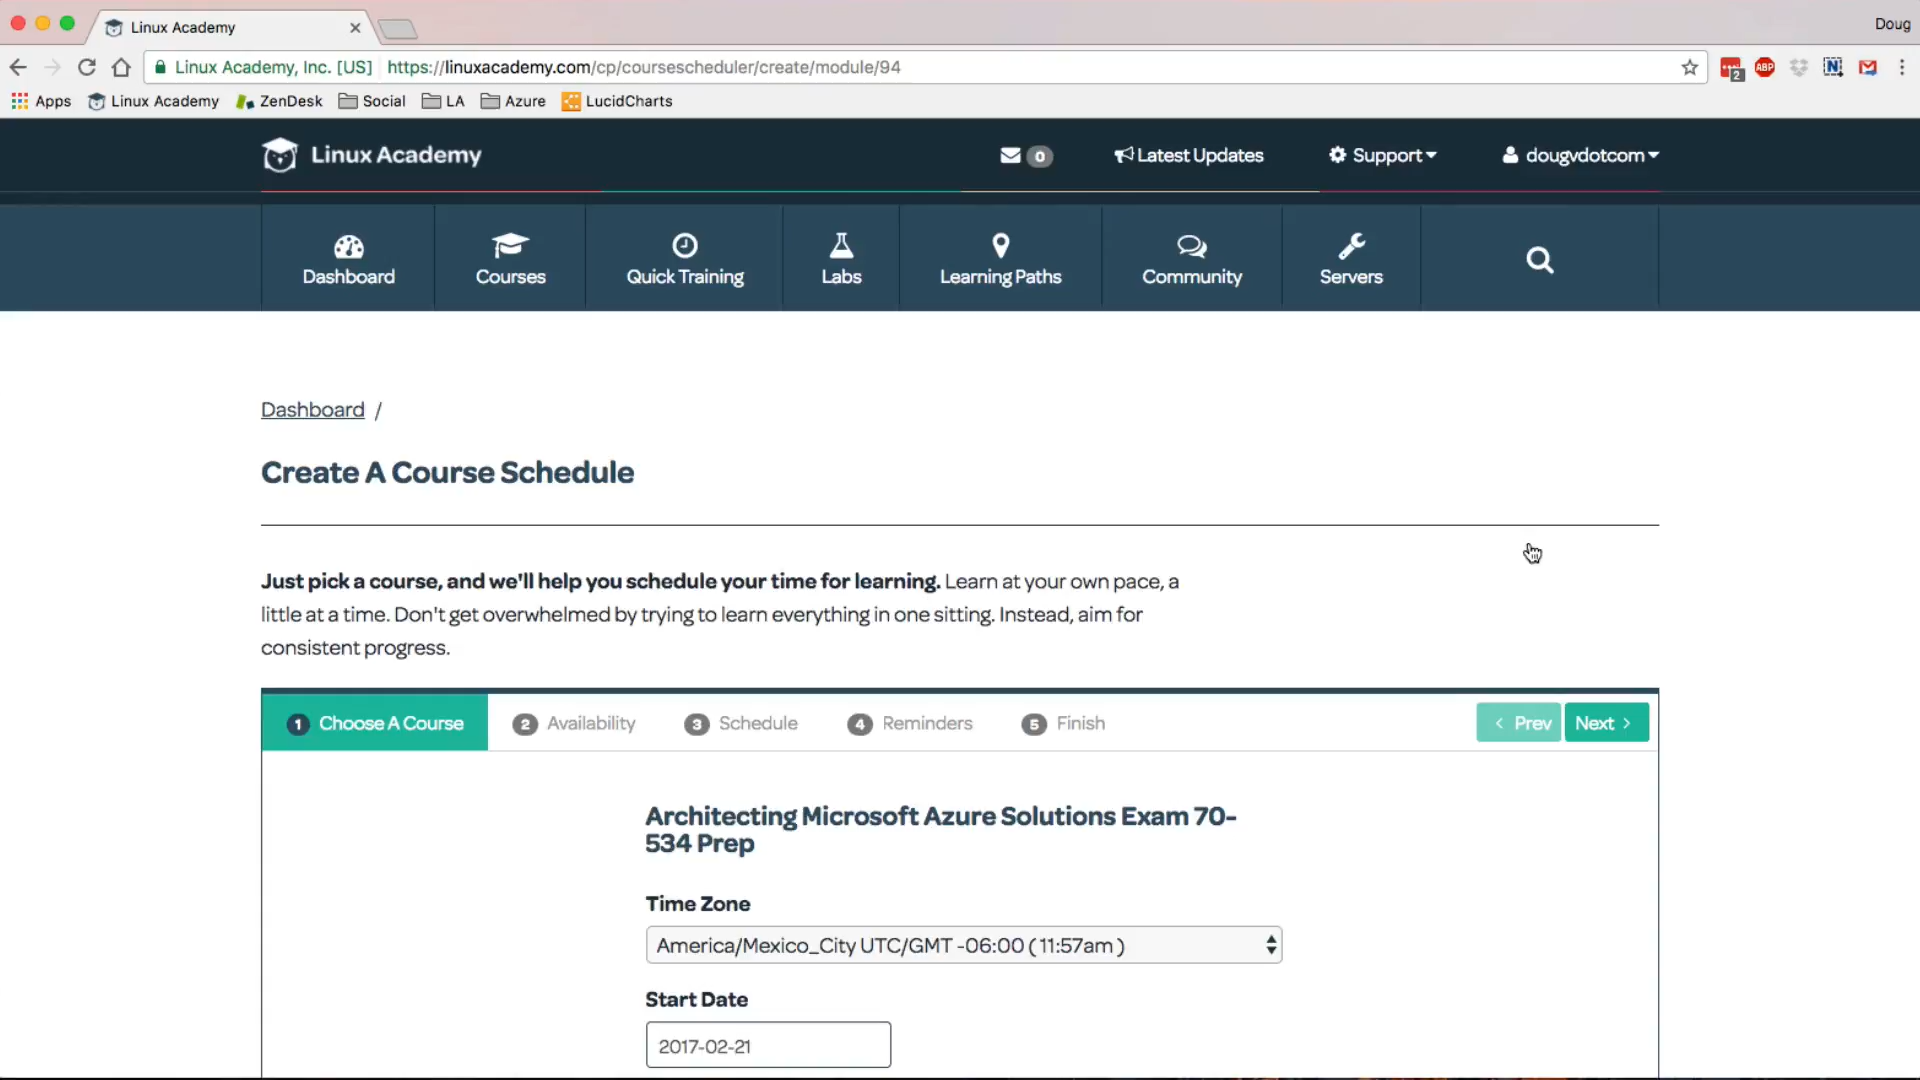 Linux Academy
Doug
Linux Academy, Inc. [US] https://linuxacademy.com/cp/coursescheduler/create/module/94
2 ABP N
Apps Linux Academy ZenDesk Social LA Azure LucidCharts
Linux Academy 0 Latest Updates Support dougvdotcom
Dashboard Courses Quick Training Labs Learning Paths Community Servers
Dashboard /
Create A Course Schedule
Just pick a course, and we'll help you schedule your time for learning. Learn at your own pace, a
little at a time. Don't get overwhelmed by trying to learn everything in one sitting. Instead, aim for
consistent progress.
1 Choose A Course 2 Availability 3 Schedule 4 Reminders 5 Finish < Prev Next >
Architecting Microsoft Azure Solutions Exam 70-
534 Prep
Time Zone
America/Mexico_City UTC/GMT -06:00 ( 11:57am )
Start Date
2017-02-21